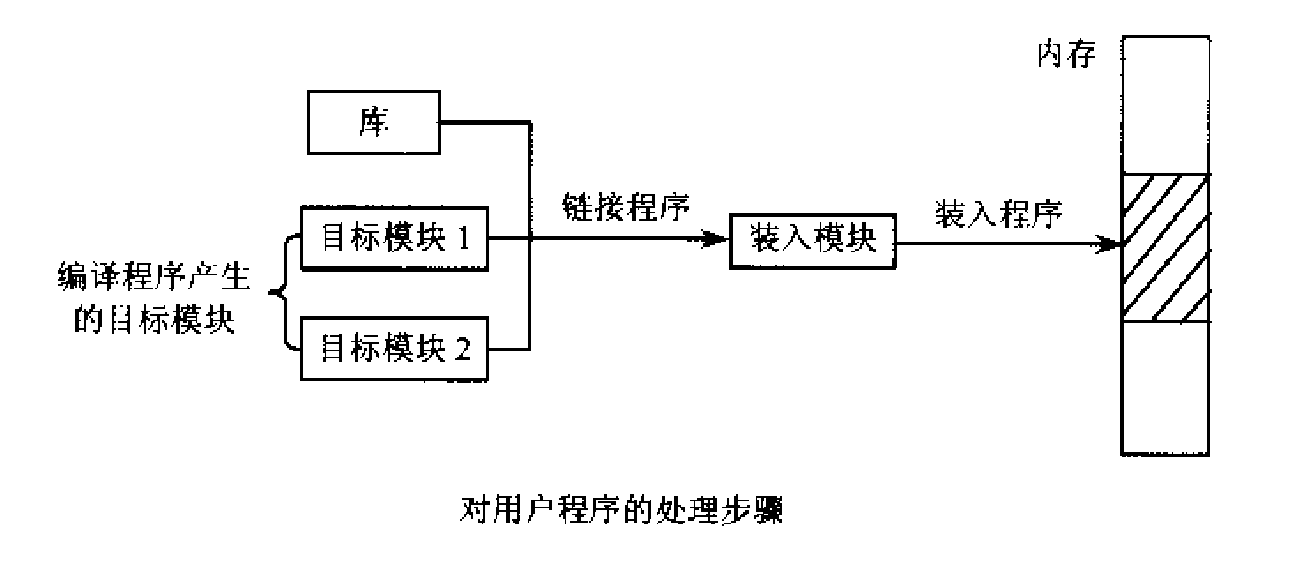 内存
库
链接程序
目标模块 1
装入模块
装入程序
编译程序产生
的目标模块
目标模块 2
对用户程序的处理步骤